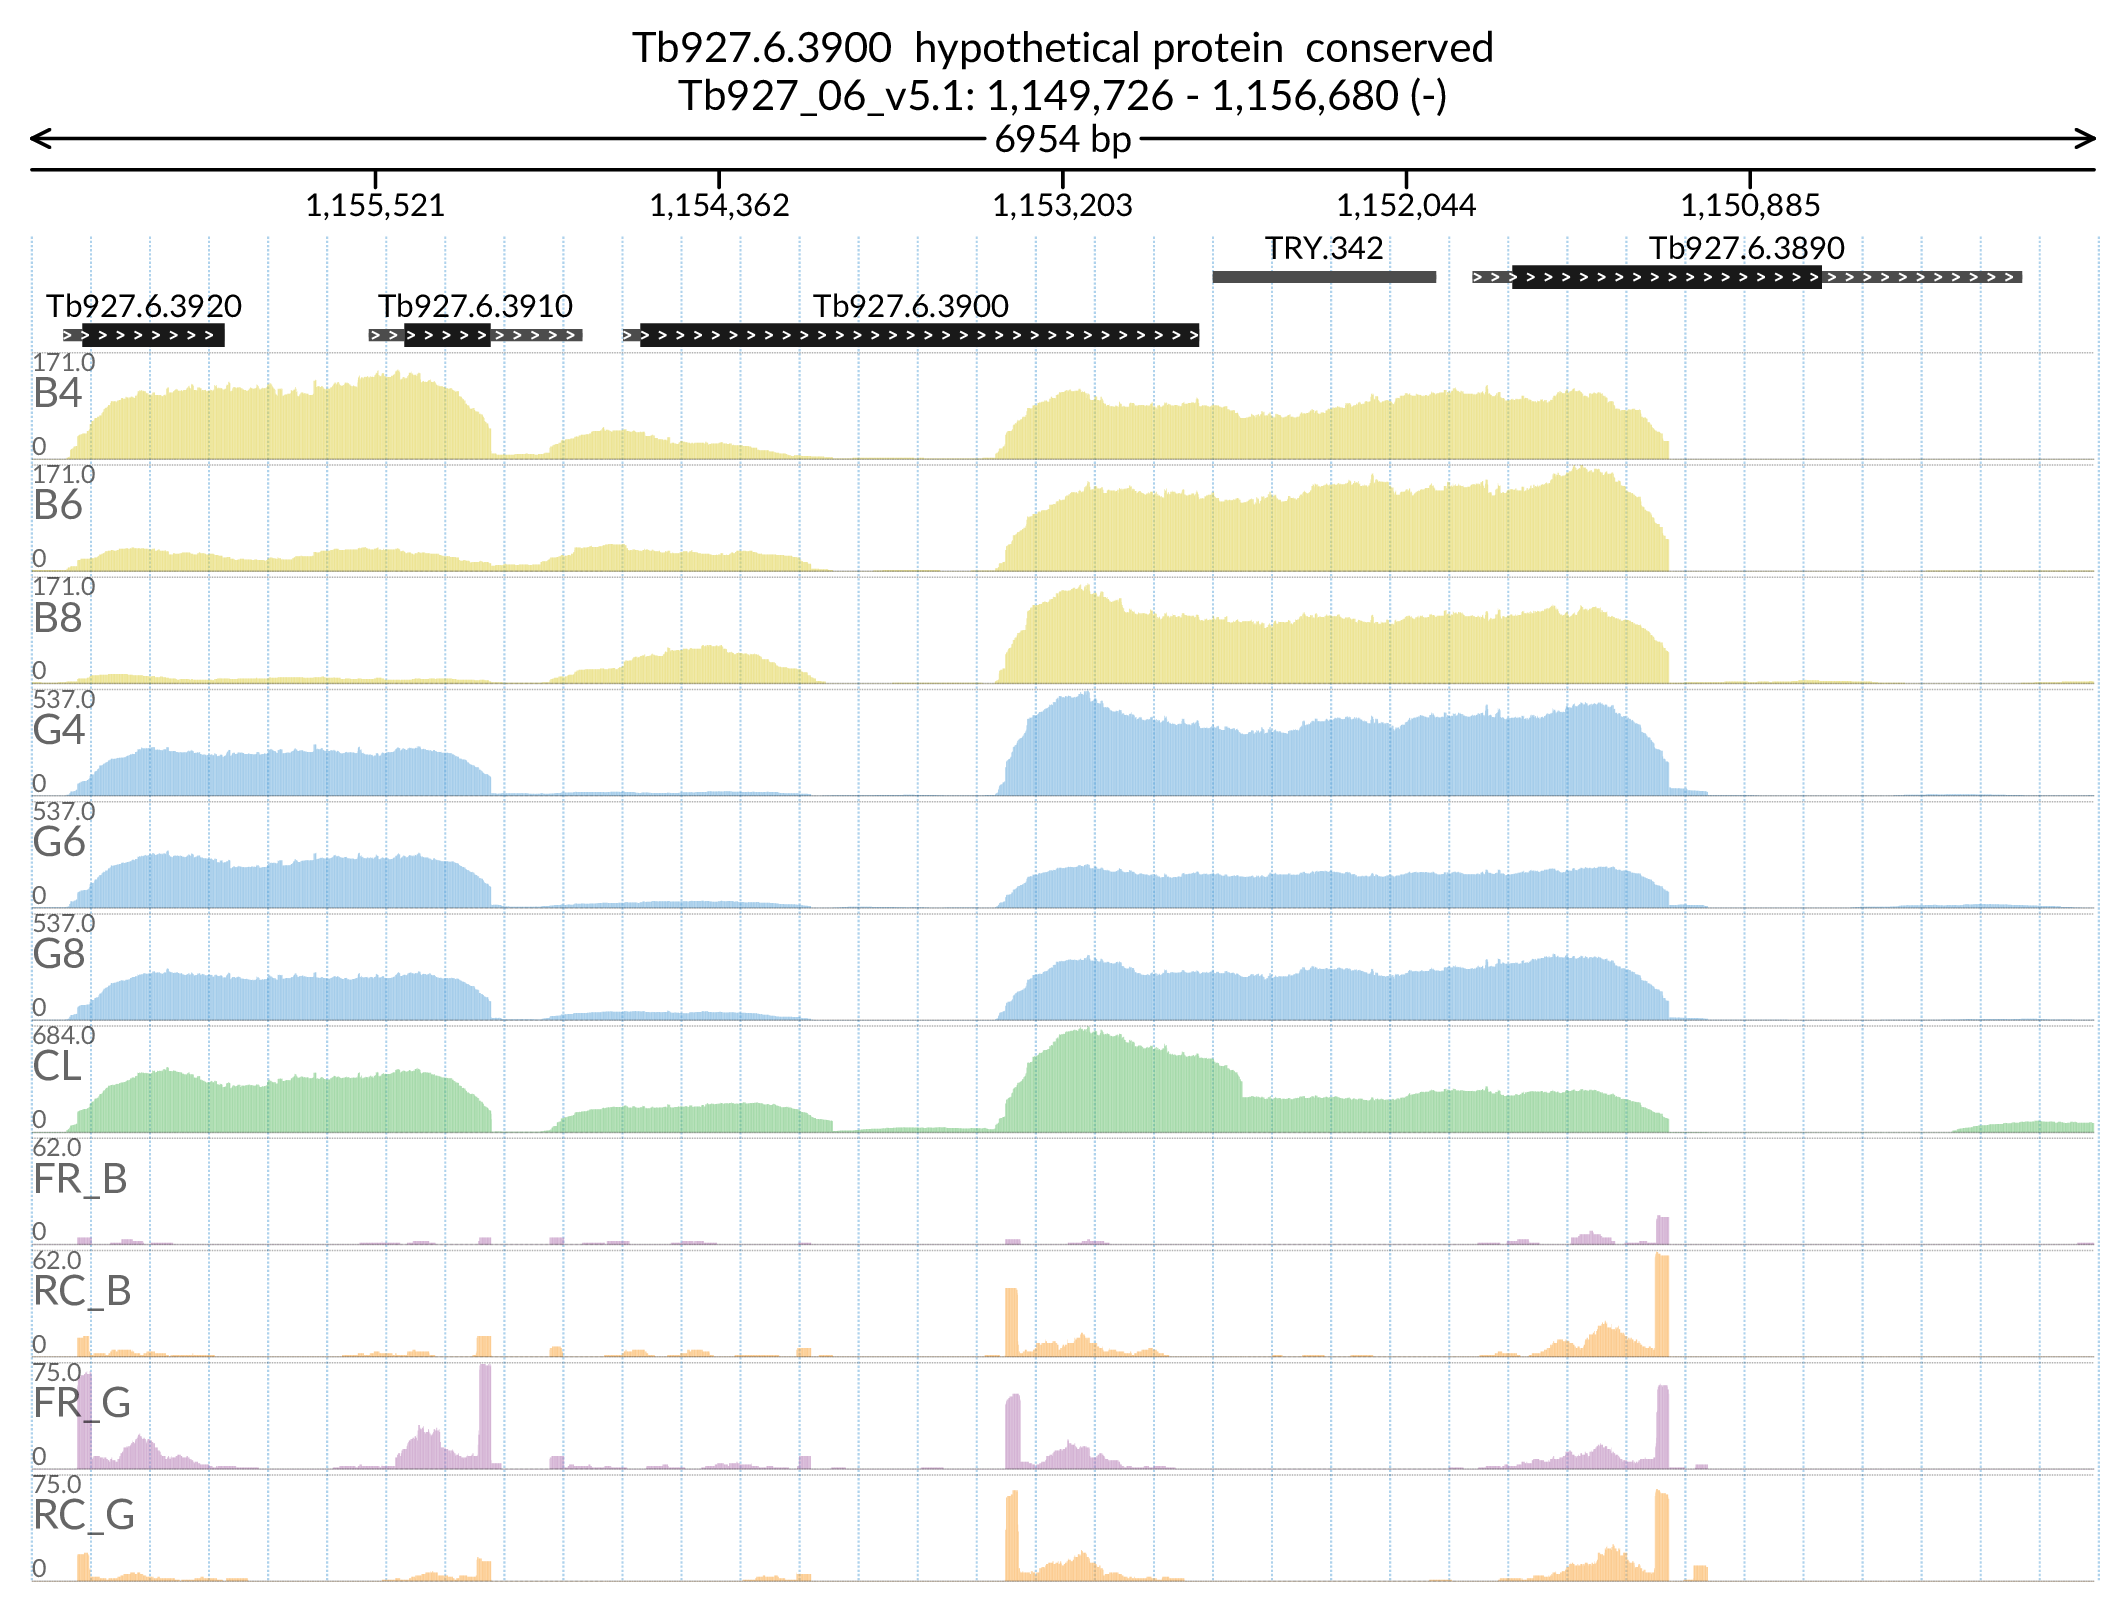 Tb927.6.3900  hypothetical protein  conserved
Tb927_06_v5.1: 1,149,726 - 1,156,680 (-)
6954 bp
1,155,521 1,154,362 1,153,203 1,152,044 1,150,885
TRY.342 Tb927.6.3890
Tb927.6.3920 Tb927.6.3910 Tb927.6.3900
171.0
B4
0
171.0
B6
0
171.0
B8
0
537.0
G4
0
537.0
G6
0
537.0
G8
0
684.0
CL
0
62.0
FR_B
0
62.0
RC_B
0
75.0
FR_G
0
75.0
RC_G
0